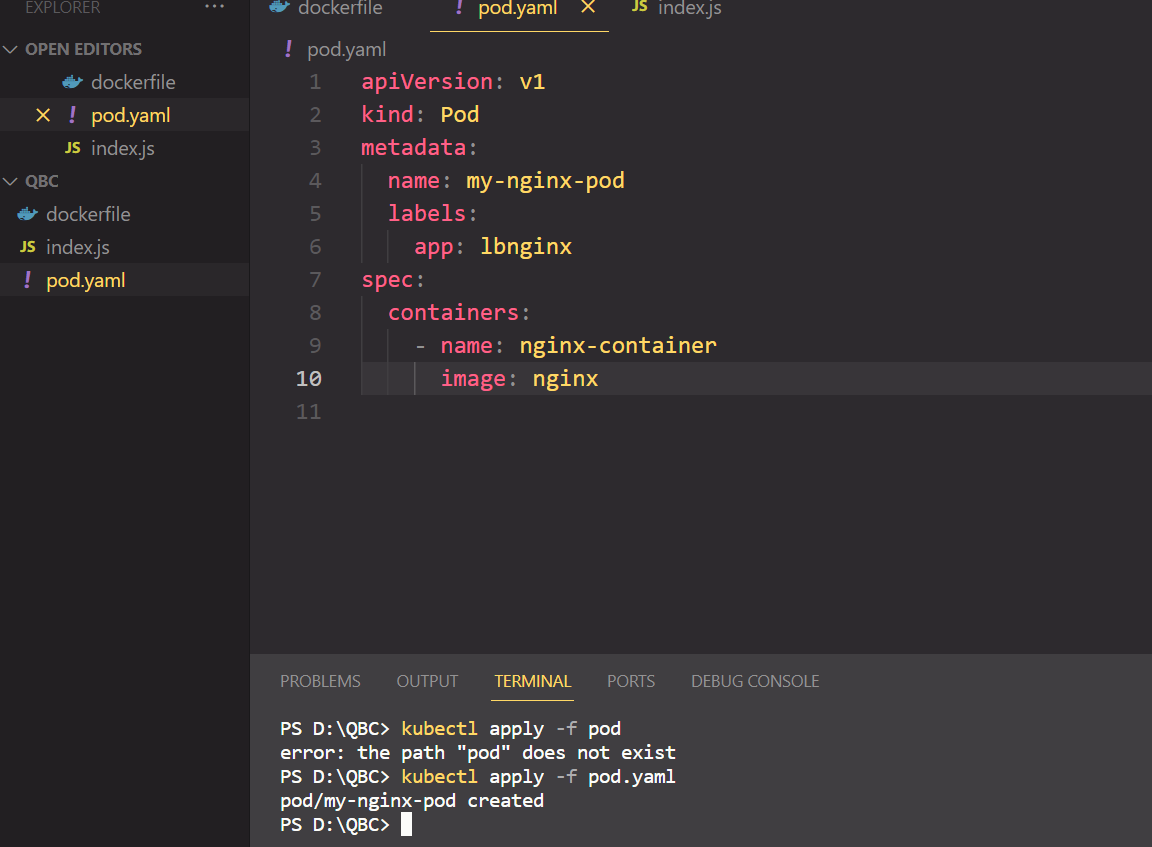 EXPLORER ···
OPEN EDITORS
dockerfile
! pod.yaml
JS index.js
QBC
dockerfile
JS index.js
! pod.yaml
dockerfile ! pod.yaml JS index.js
! pod.yaml
1 apiVersion: v1
2 kind: Pod
3 metadata:
4 name: my-nginx-pod
5 labels:
6 app: lbnginx
7 spec:
8 containers:
9 - name: nginx-container
10 image: nginx
11
PROBLEMS OUTPUT TERMINAL PORTS DEBUG CONSOLE
PS D:\QBC> kubectl apply -f pod
error: the path "pod" does not exist
PS D:\QBC> kubectl apply -f pod.yaml
pod/my-nginx-pod created
PS D:\QBC>